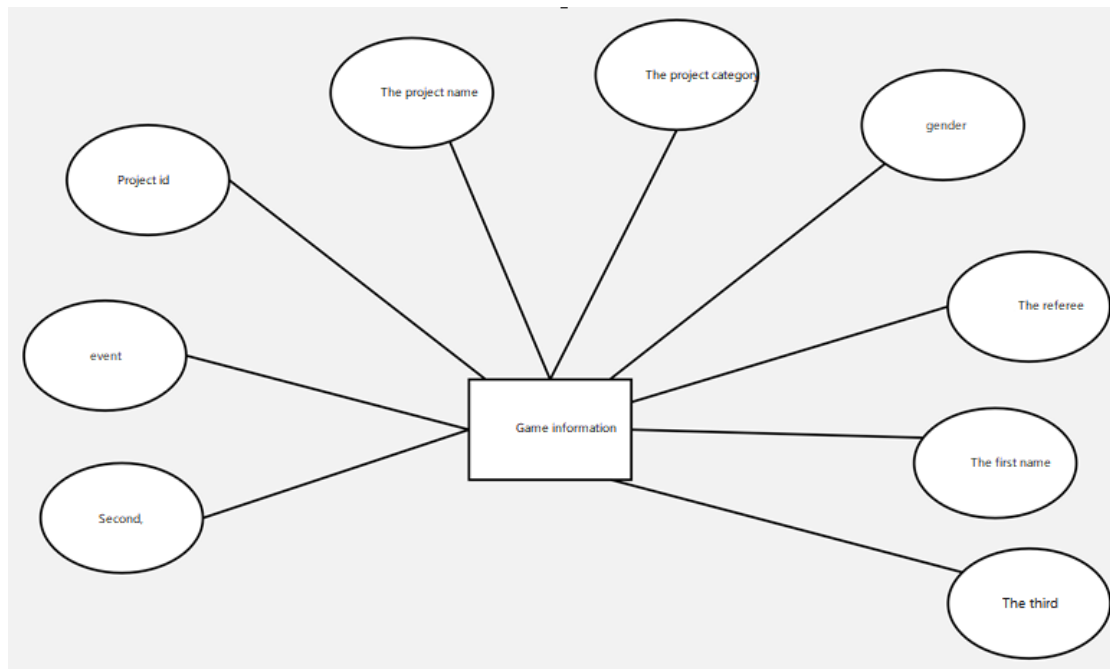 The project name
The project category
gender
Project id
The referee
event
Game information
The first name
Second,
The third